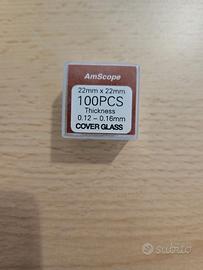 AmScope
22mm x 22mm
100PCS
Thickness
0.12 – 0.16mm
COVER GLASS
subito